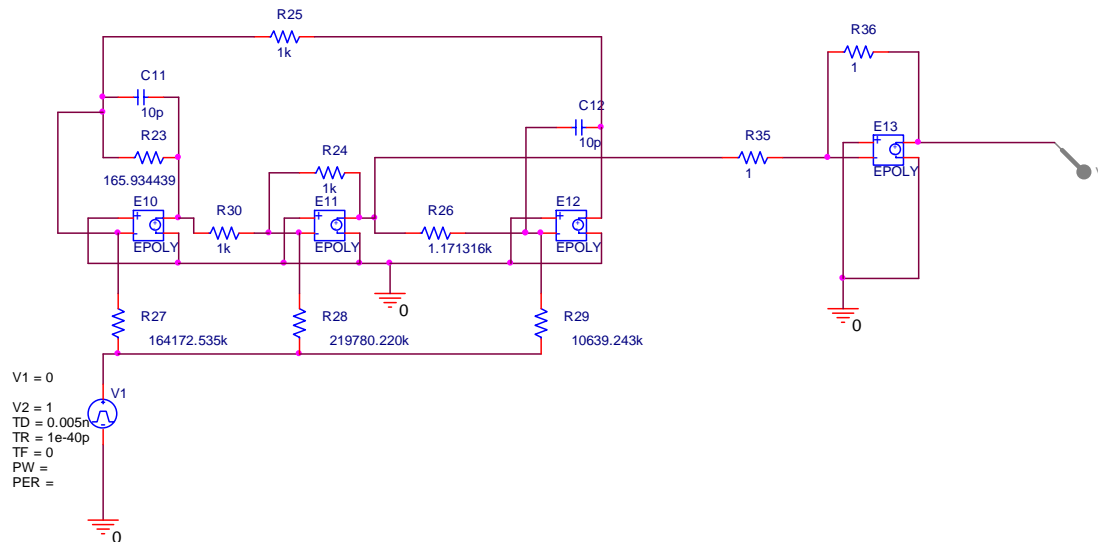 R25
1k
R36
1
C11
10p
C12
10p
E13
EPOLY
R23
165.934439
R24
1k
R35
1
E10
EPOLY
R30
1k
E11
EPOLY
R26
1.171316k
E12
EPOLY
0
0
R27
164172.535k
R28
219780.220k
R29
10639.243k
V1 = 0
V1
V2 = 1
TD = 0.005n
TR = 1e-40p
TF = 0
PW =
PER =
0